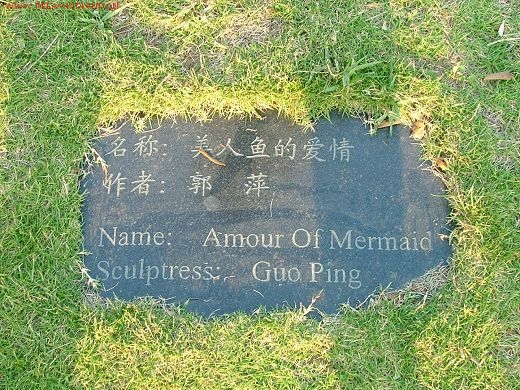 名称: 美人鱼的爱情
作者: 郭 萍
Name: Amour Of Mermaid
Sculptress: Guo Ping